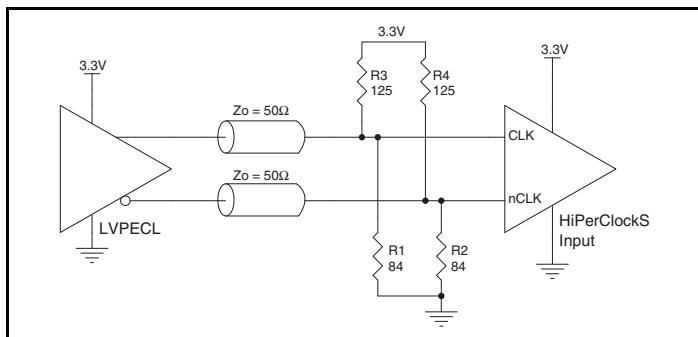 3.3V
3.3V
3.3V
R3
125
R4
125
Zo = 50Ω
CLK
Zo = 50Ω
nCLK
LVPECL
HiPerClockS
Input
R1
84
R2
84